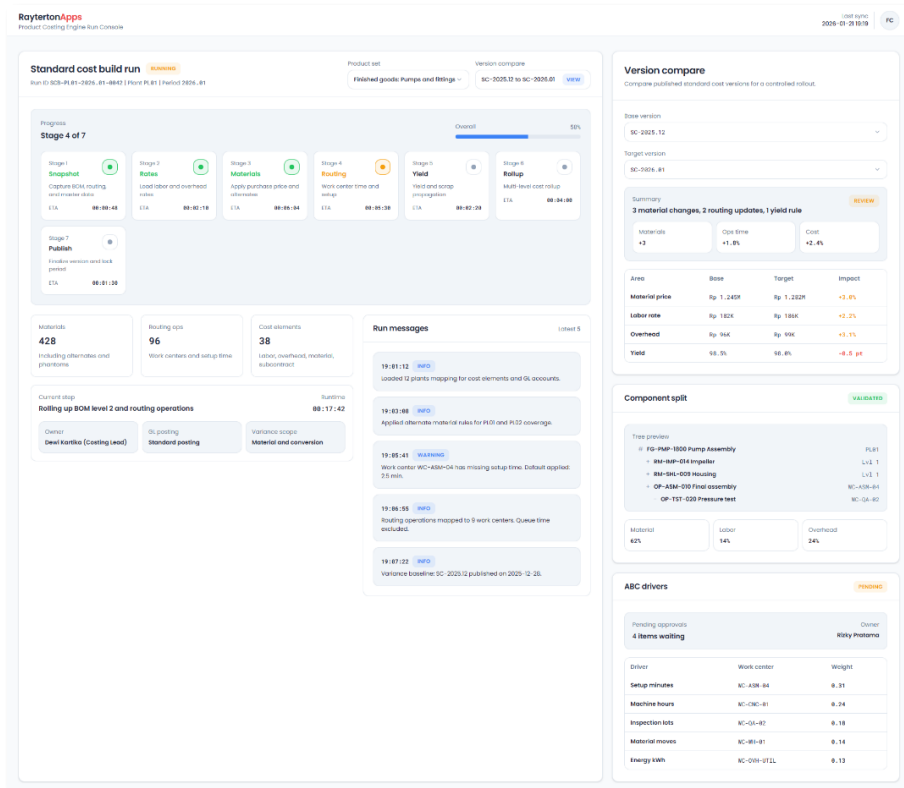 RaytertonApps
Product Costing Engine Run Console
Last sync
2026-01-21 19:19
FC
Standard cost build run
RUNNING
Run ID SCB-PL01-2026.01-0042 | Plant PL01 | Period 2026.01
Product set
Finished goods: Pumps and fittings
Version compare
SC-2025.12 to SC-2026.01
VIEW
Progress
Stage 4 of 7
Overall
58%
Stage 1
Snapshot
Capture BOM, routing,
and master data
ETA 00:00:48
Stage 2
Rates
Load labor and overhead
rates
ETA 00:02:10
Stage 3
Materials
Apply purchase price and
alternates
ETA 00:06:04
Stage 4
Routing
Work center time and
setup
ETA 00:05:30
Stage 5
Yield
Yield and scrap
propagation
ETA 00:02:20
Stage 6
Rollup
Multi-level cost rollup
ETA 00:04:00
Stage 7
Publish
Finalize version and lock
period
ETA 00:01:30
Materials
428
Including alternates and
phantoms
Routing ops
96
Work centers and setup time
Cost elements
38
Labor, overhead, material,
subcontract
Current step
Rolling up BOM level 2 and routing operations
Runtime
00:17:42
Owner
Dewi Kartika (Costing Lead)
GL posting
Standard posting
Variance scope
Material and conversion
Run messages
Latest 5
19:01:12 INFO
Loaded 12 plants mapping for cost elements and GL accounts.
19:03:08 INFO
Applied alternate material rules for PL01 and PL02 coverage.
19:05:41 WARNING
Work center WC-ASM-04 has missing setup time. Default applied:
2.5 min.
19:06:55 INFO
Routing operations mapped to 9 work centers. Queue time
excluded.
19:07:22 INFO
Variance baseline: SC-2025.12 published on 2025-12-28.
Version compare
Compare published standard cost versions for a controlled rollout.
Base version
SC-2025.12
Target version
SC-2026.01
Summary
3 material changes, 2 routing updates, 1 yield rule
REVIEW
Materials
+3
Ops time
+1.8%
Cost
+2.4%
Area Base Target Impact
Material price Rp 1.245M Rp 1.282M +3.0%
Labor rate Rp 182K Rp 186K +2.2%
Overhead Rp 96K Rp 99K +3.1%
Yield 98.5% 98.0% -0.5 pt
Component split
VALIDATED
Tree preview
FG-PMP-1800 Pump Assembly PL01
RM-IMP-014 Impeller Lvl 1
RM-SHL-009 Housing Lvl 1
OP-ASM-010 Final assembly WC-ASM-04
OP-TST-020 Pressure test WC-QA-02
Material
62%
Labor
14%
Overhead
24%
ABC drivers
PENDING
Pending approvals
4 items waiting
Owner
Rizky Pratama
Driver Work center Weight
Setup minutes WC-ASM-04 0.31
Machine hours WC-CNC-01 0.24
Inspection lots WC-QA-02 0.18
Material moves WC-WH-01 0.14
Energy kWh WC-OVH-UTIL 0.13